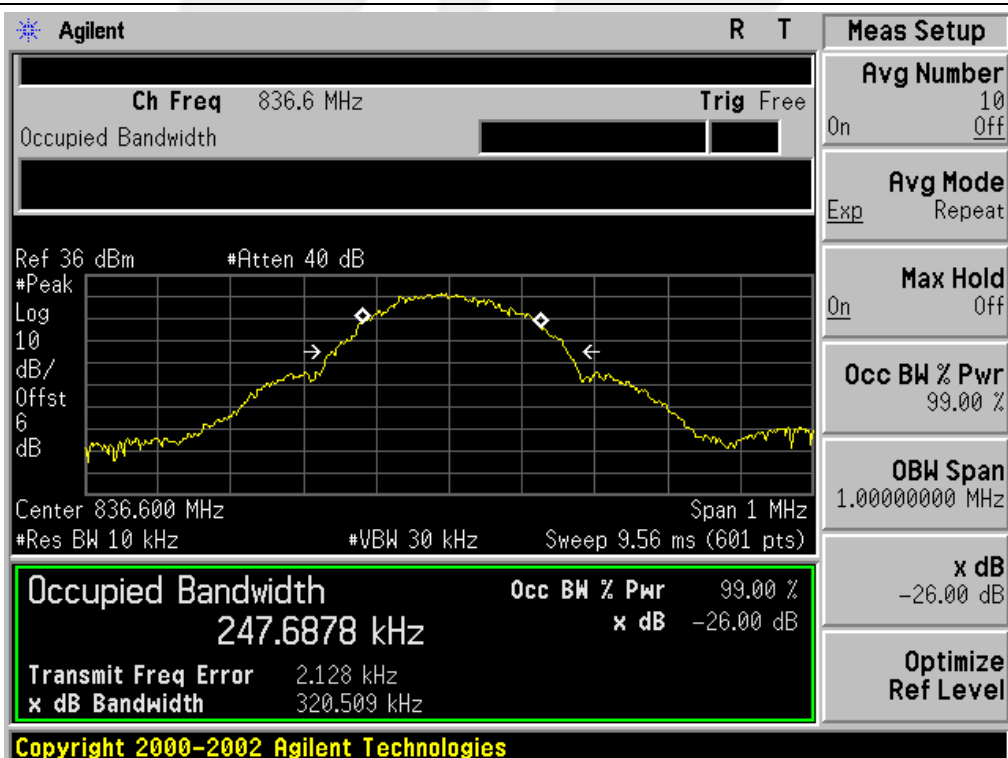 Agilent R T Meas Setup
Ch Freq 836.6 MHz Trig Free
Occupied Bandwidth
Ref 36 dBm #Atten 40 dB
#Peak
Log
10
dB/
Offst
6
dB
Center 836.600 MHz Span 1 MHz
#Res BW 10 kHz #VBW 30 kHz Sweep 9.56 ms (601 pts)
Occupied Bandwidth Occ BW % Pwr 99.00 %
247.6878 kHz x dB -26.00 dB
Transmit Freq Error 2.128 kHz
x dB Bandwidth 320.509 kHz
Avg Number
10
On Off
Avg Mode
Exp Repeat
Max Hold
On Off
Occ BW % Pwr
99.00 %
OBW Span
1.00000000 MHz
x dB
-26.00 dB
Optimize
Ref Level
Copyright 2000-2002 Agilent Technologies